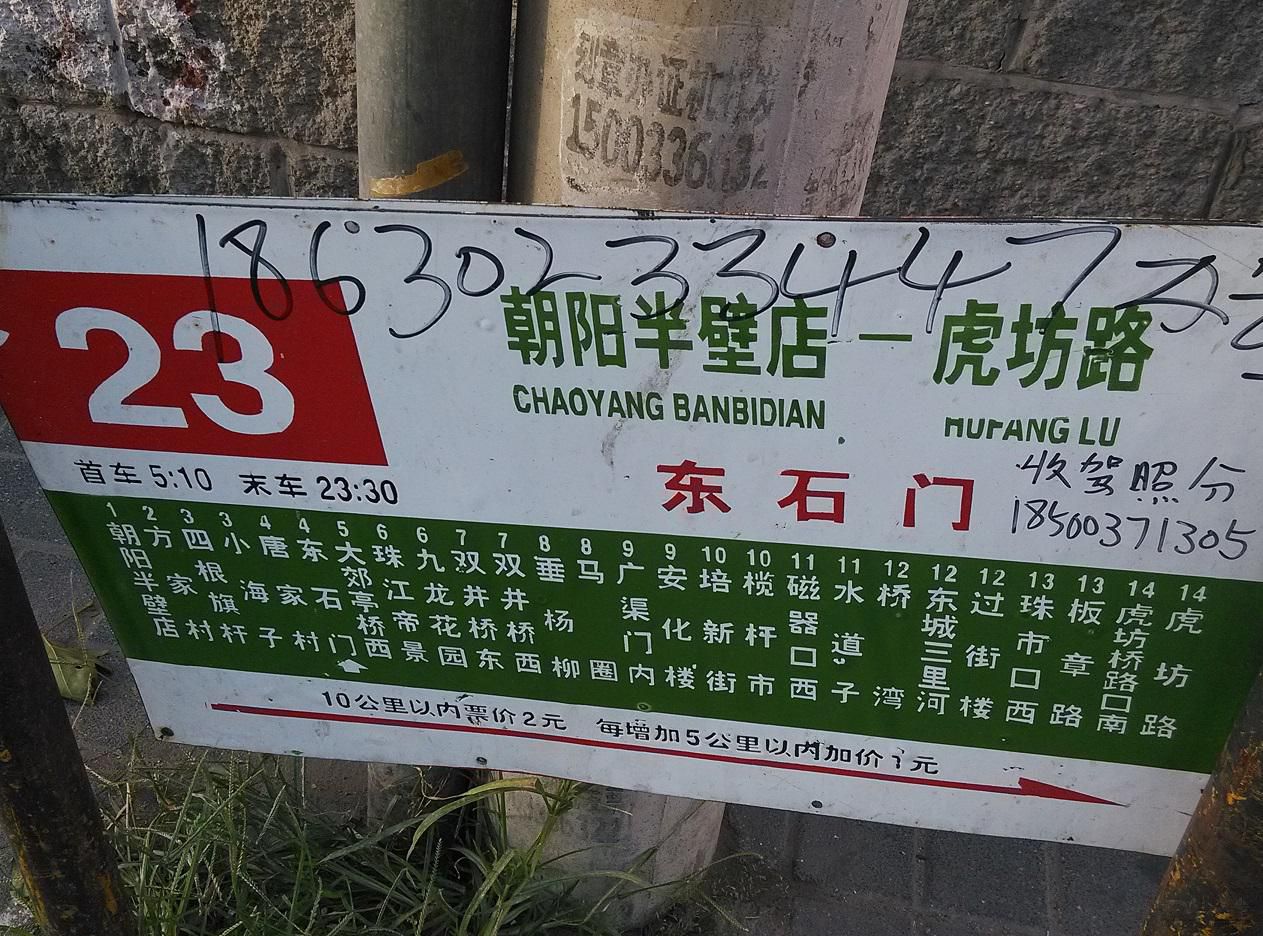 刻章办证
15003366132
186302334447
23
朝阳半壁店 — 虎坊路
CHAOYANG BANBIDIAN HUFANG LU
首车 5:10 末车 23:30
东石门
收驾照分
18500371305
1 朝阳半壁店
2 方家村
3 四根旗杆
3 小海子
4 唐家村
4 东石门
5 大郊亭桥西
6 珠江帝景
6 九龙花园
7 双井桥东
7 双井桥西
8 垂杨柳
8 马圈
9 广渠门内
9 安化楼
10 培新街
10 榄杆市
11 磁器口西
11 水道子
12 桥湾
12 东城三里河
12 过街楼
13 珠市口西
13 板章路
14 虎坊桥路口南
14 虎坊路
10公里以内票价2元 每增加5公里以内加价1元